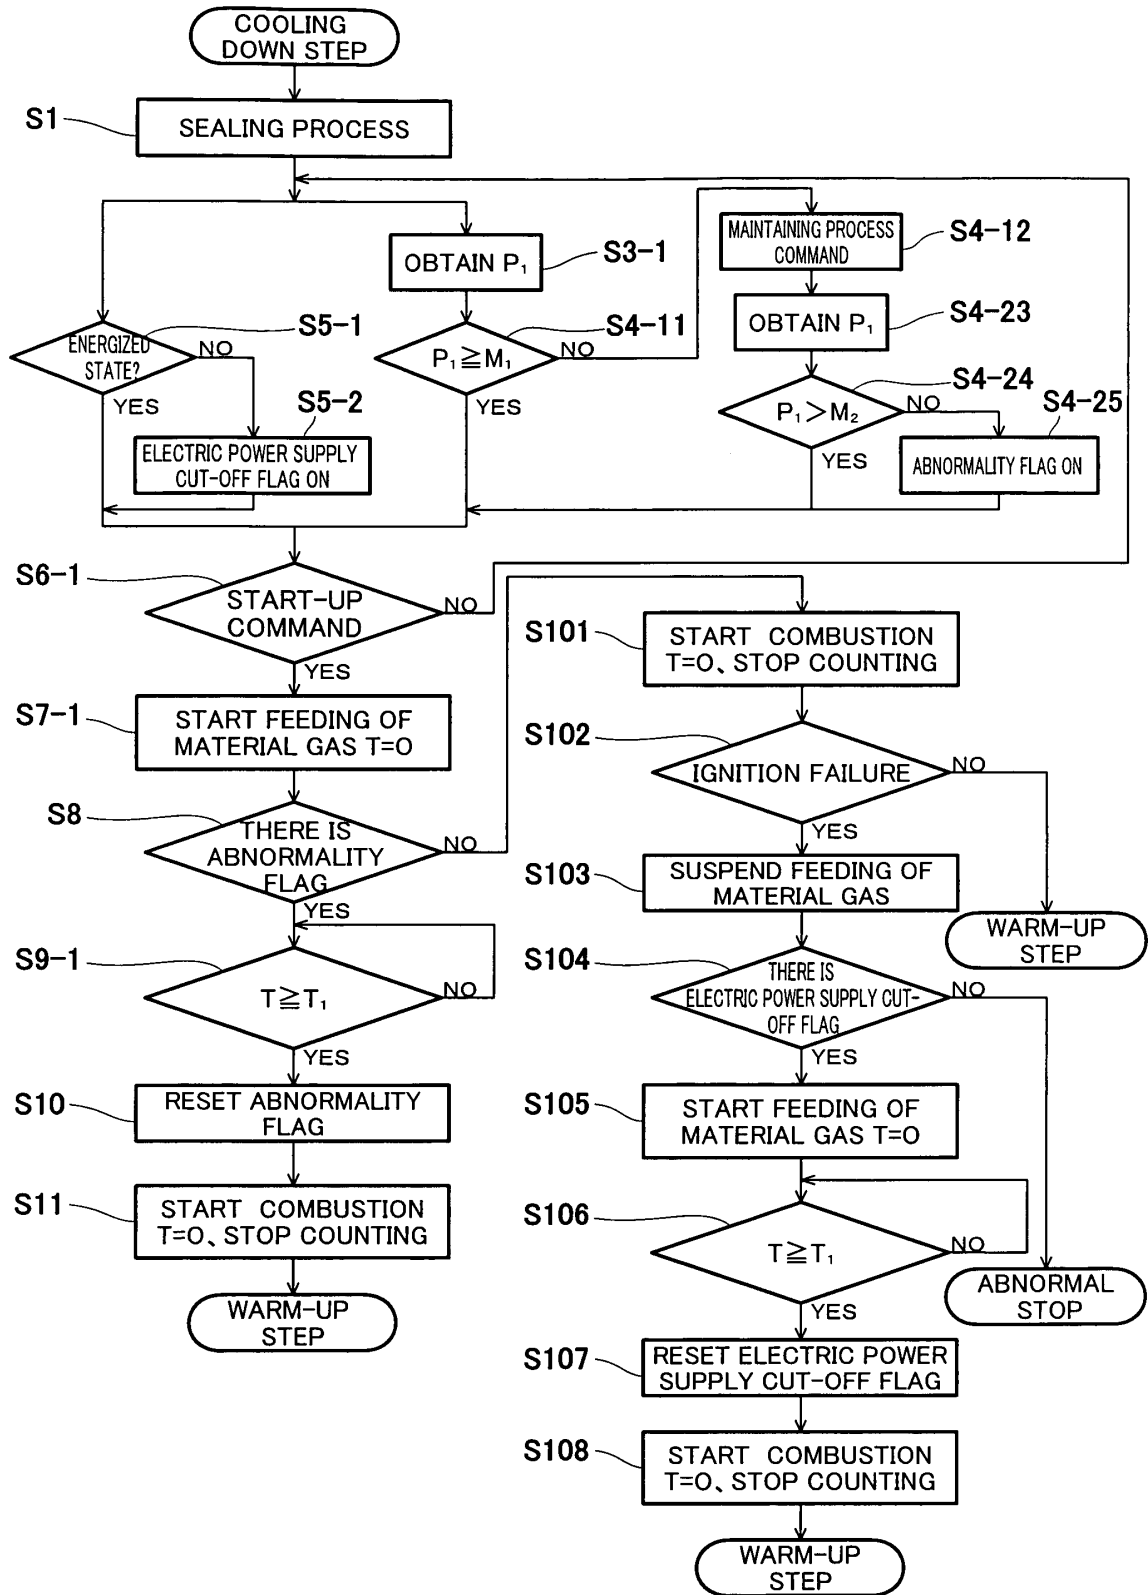 COOLING
DOWN STEP
S1
SEALING PROCESS
S3-1
OBTAIN P₁
S4-12
MAINTAINING PROCESS
COMMAND
S4-23
OBTAIN P₁
S5-1
ENERGIZED
STATE?
NO
YES
S4-11
P₁≧M₁
NO
YES
S4-24
P₁>M₂
NO
YES
S5-2
ELECTRIC POWER SUPPLY
CUT-OFF FLAG ON
S4-25
ABNORMALITY FLAG ON
S6-1
START-UP
COMMAND
NO
YES
S7-1
START FEEDING OF
MATERIAL GAS T=0
S8
THERE IS
ABNORMALITY
FLAG
NO
YES
S9-1
T≧T₁
NO
YES
S10
RESET ABNORMALITY
FLAG
S11
START COMBUSTION
T=0、STOP COUNTING
WARM-UP
STEP
S101
START COMBUSTION
T=0、STOP COUNTING
S102
IGNITION FAILURE
NO
YES
WARM-UP
STEP
S103
SUSPEND FEEDING OF
MATERIAL GAS
S104
THERE IS
ELECTRIC POWER SUPPLY CUT-
OFF FLAG
NO
YES
S105
START FEEDING OF
MATERIAL GAS T=0
S106
T≧T₁
NO
YES
ABNORMAL
STOP
S107
RESET ELECTRIC POWER
SUPPLY CUT-OFF FLAG
S108
START COMBUSTION
T=0、STOP COUNTING
WARM-UP
STEP